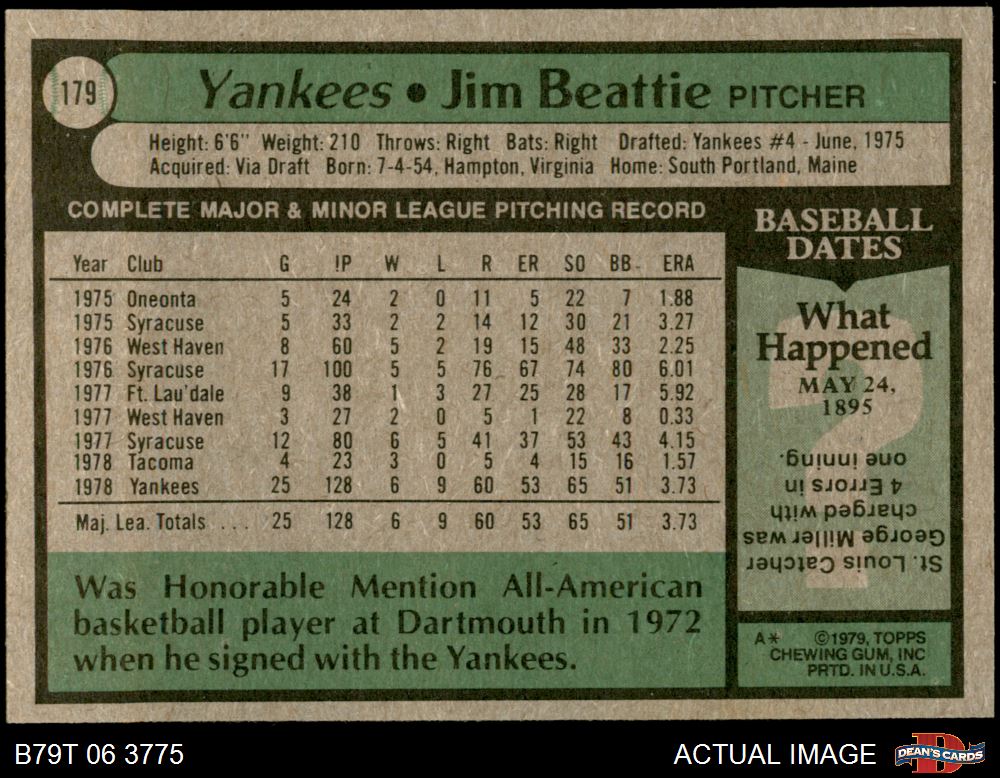 179
Yankees • Jim Beattie PITCHER
Height: 6'6" Weight: 210 Throws: Right Bats: Right Drafted: Yankees #4 - June, 1975
Acquired: Via Draft Born: 7-4-54, Hampton, Virginia Home: South Portland, Maine
COMPLETE MAJOR & MINOR LEAGUE PITCHING RECORD
Year Club G IP W L R ER SO BB ERA
1975 Oneonta 5 24 2 0 11 5 22 7 1.88
1975 Syracuse 5 33 2 2 14 12 30 21 3.27
1976 West Haven 8 60 5 2 19 15 48 33 2.25
1976 Syracuse 17 100 5 5 76 67 74 80 6.01
1977 Ft. Lau'dale 9 38 1 3 27 25 28 17 5.92
1977 West Haven 3 27 2 0 5 1 22 8 0.33
1977 Syracuse 12 80 6 5 41 37 53 43 4.15
1978 Tacoma 4 23 3 0 5 4 15 16 1.57
1978 Yankees 25 128 6 9 60 53 65 51 3.73
Maj. Lea. Totals ... 25 128 6 9 60 53 65 51 3.73
Was Honorable Mention All-American
basketball player at Dartmouth in 1972
when he signed with the Yankees.
BASEBALL
DATES
What
Happened
MAY 24,
1895
St. Louis Catcher
George Miller was
charged with
4 Errors in
one inning.
A* ©1979, TOPPS
CHEWING GUM, INC
PRTD. IN U.S.A.
B79T 06 3775
ACTUAL IMAGE
DEAN'S CARDS